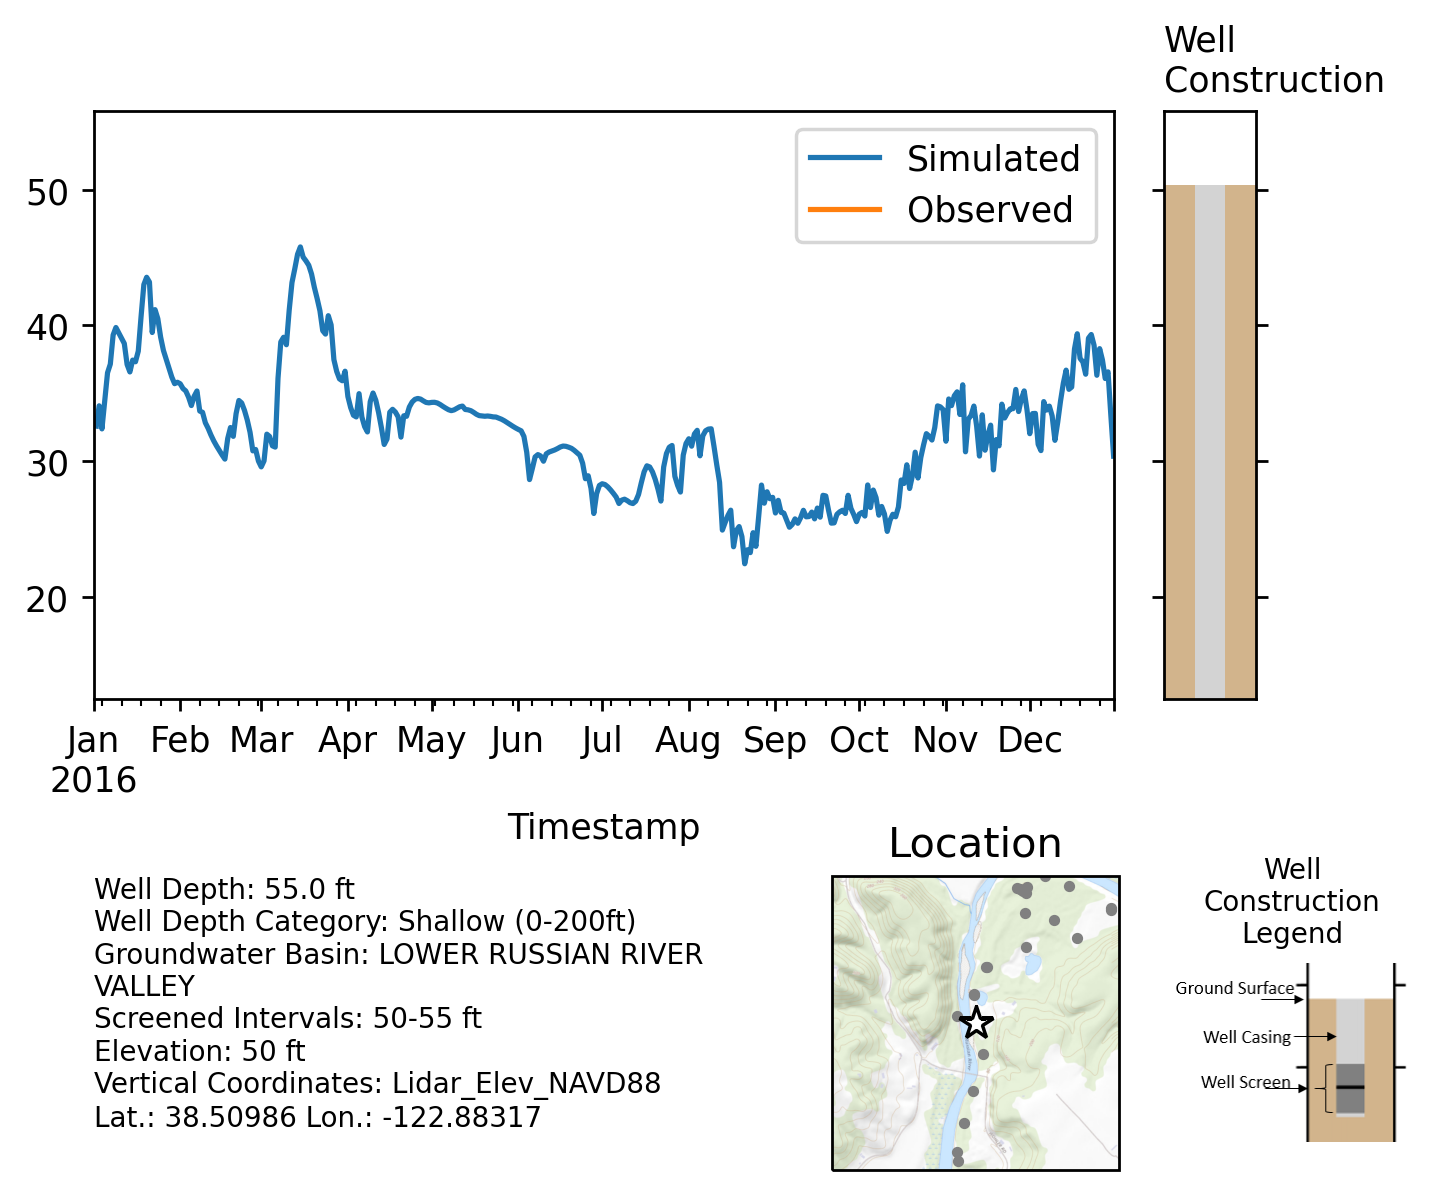 Well
Construction
Simulated
Observed
50
40
30
20
Jan Feb Mar Apr May Jun Jul Aug Sep Oct Nov Dec
2016
Timestamp
Well Depth: 55.0 ft
Well Depth Category: Shallow (0-200ft)
Groundwater Basin: LOWER RUSSIAN RIVER
VALLEY
Screened Intervals: 50-55 ft
Elevation: 50 ft
Vertical Coordinates: Lidar_Elev_NAVD88
Lat.: 38.50986 Lon.: -122.88317
Location
Well
Construction
Legend
Ground Surface
Well Casing
Well Screen